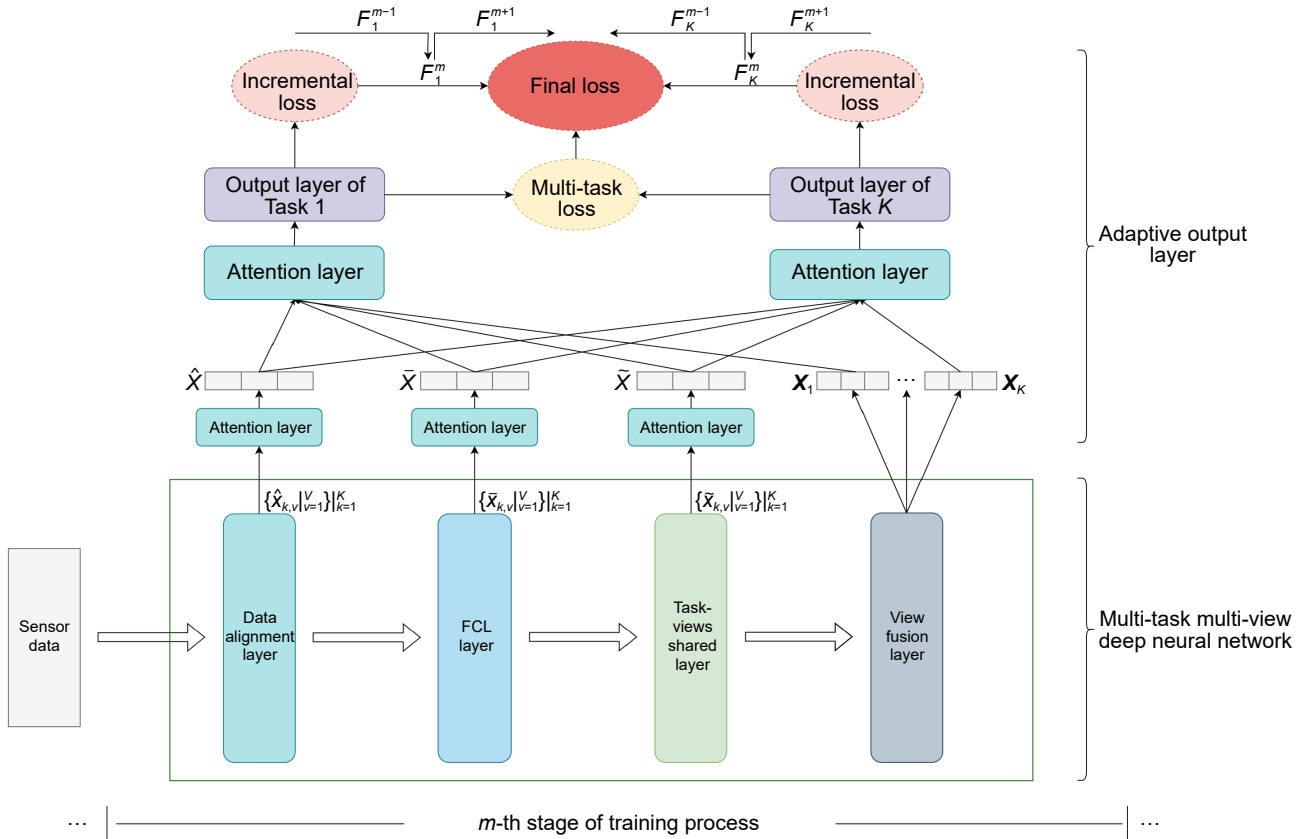 F_1^{m-1} F_1^{m+1} F_K^{m-1} F_K^{m+1}
F_1^m F_K^m
Incremental
loss
Final loss
Incremental
loss
Output layer of
Task 1
Multi-task
loss
Output layer of
Task K
Attention layer
Attention layer
Adaptive output
layer
X̂ X̄ X̃ X_1 ... X_K
Attention layer
Attention layer
Attention layer
{x̂_{k,v}|_{v=1}^V}|_{k=1}^K
{x̄_{k,v}|_{v=1}^V}|_{k=1}^K
{x̃_{k,v}|_{v=1}^V}|_{k=1}^K
Sensor
data
Data
alignment
layer
FCL
layer
Task-
views
shared
layer
View
fusion
layer
Multi-task multi-view
deep neural network
... m-th stage of training process ...